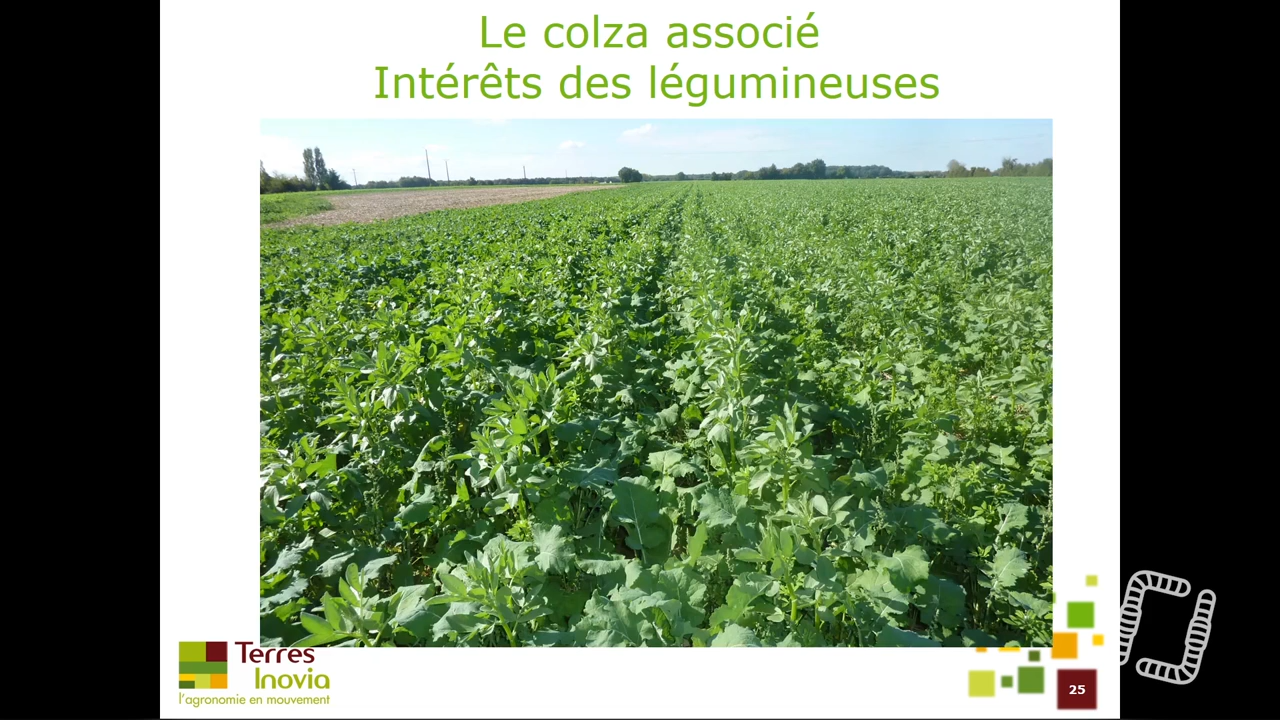 Le colza associé
Intérêts des légumineuses
Terres
Inovia
l'agronomie en mouvement
25